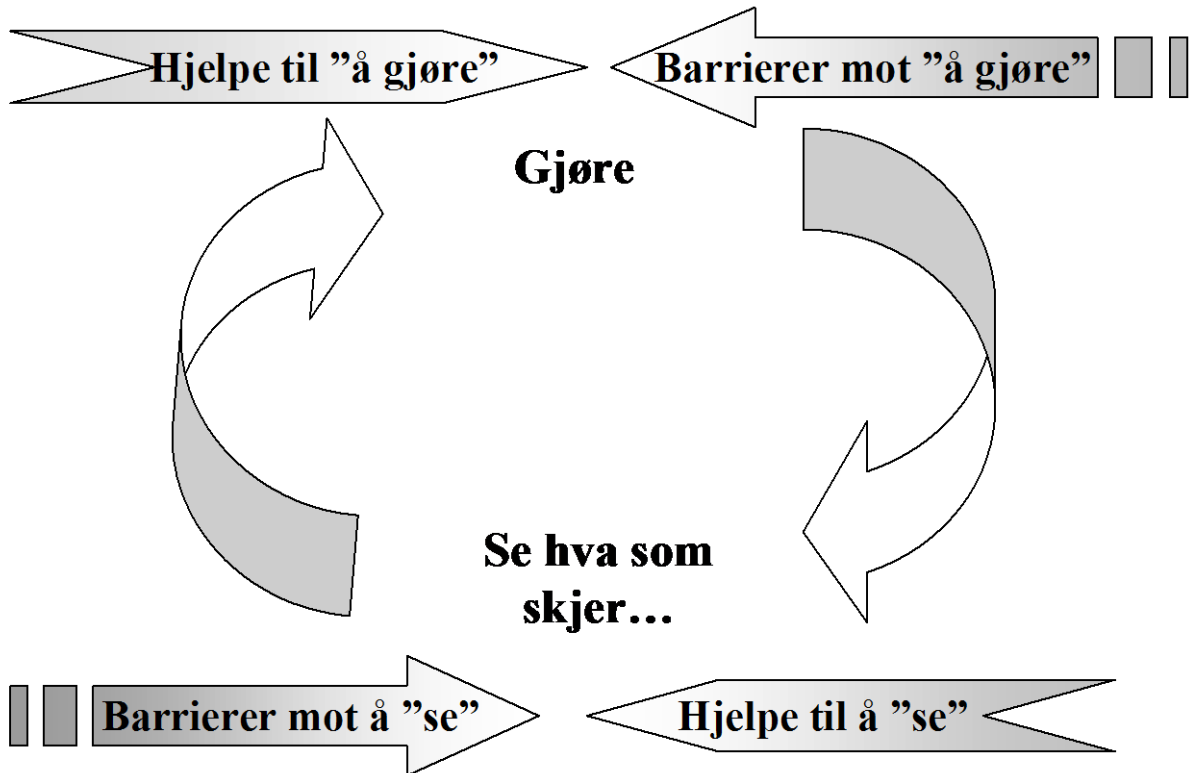 Hjelpe til ”å gjøre”
Barrierer mot ”å gjøre”
Gjøre
Se hva som
skjer…
Barrierer mot å ”se”
Hjelpe til å ”se”